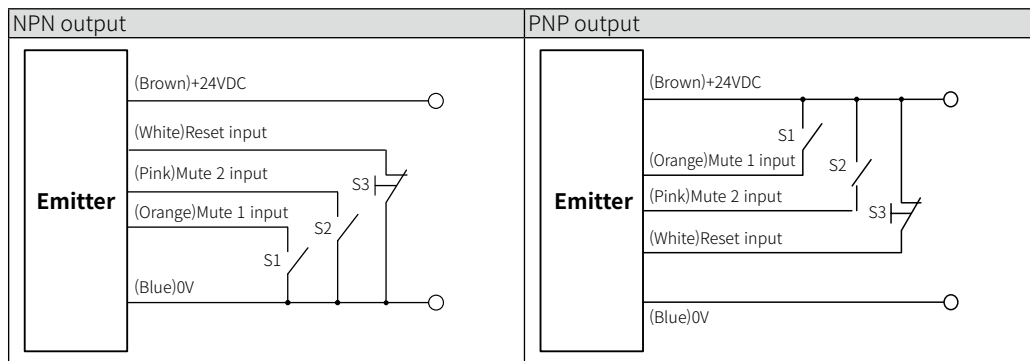 NPN output
(Brown)+24VDC
(White)Reset input
(Pink)Mute 2 input
S3
Emitter
(Orange)Mute 1 input
S2
S1
(Blue)0V
PNP output
(Brown)+24VDC
S1
(Orange)Mute 1 input
S2
(Pink)Mute 2 input
Emitter
S3
(White)Reset input
(Blue)0V